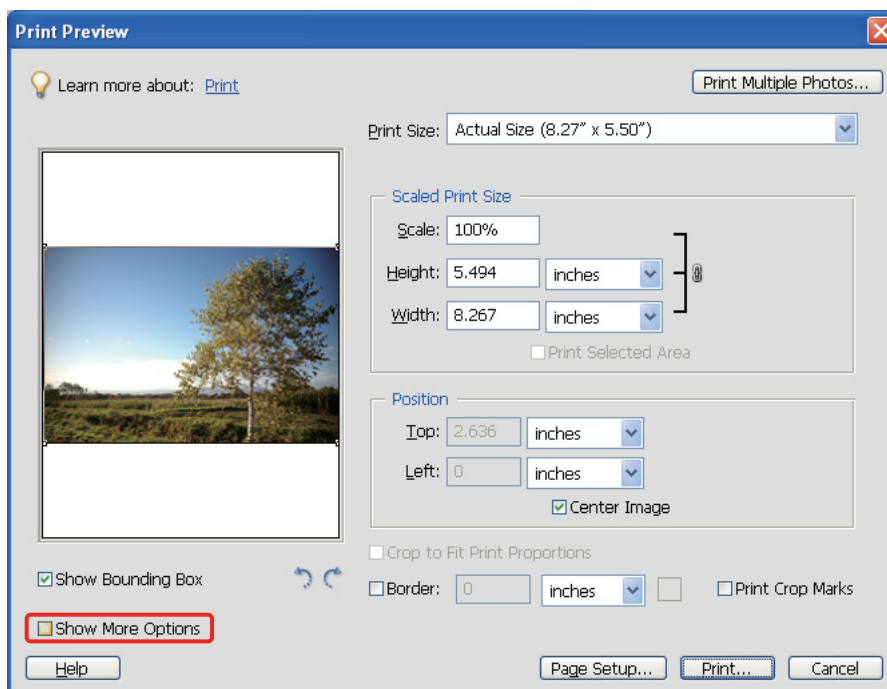 Print Preview
Learn more about: Print
Print Multiple Photos...
Print Size: Actual Size (8.27" x 5.50")
Scaled Print Size
Scale: 100%
Height: 5.494 inches
Width: 8.267 inches
Print Selected Area
Position
Top: 2.636 inches
Left: 0 inches
Center Image
Crop to Fit Print Proportions
Show Bounding Box
Border: 0 inches
Print Crop Marks
Show More Options
Help
Page Setup...
Print...
Cancel